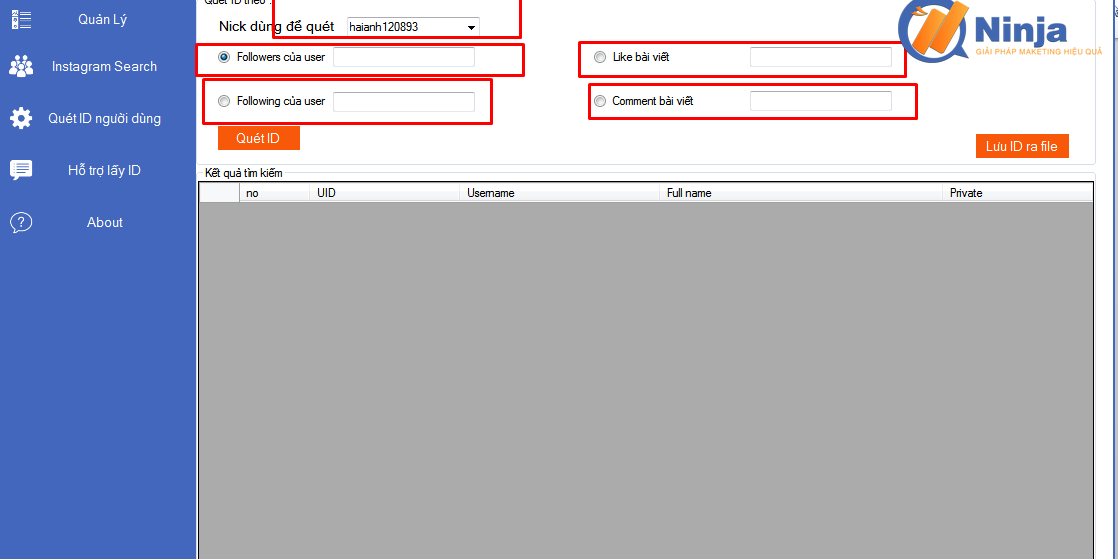 Quét ID theo :
Quản Lý
Nick dùng để quét haianh120893
Ninja
GIẢI PHÁP MAKETING HIỆU QUẢ
Followers của user
Like bài viết
Instagram Search
Following của user
Comment bài viết
Quét ID người dùng
Quét ID
Lưu ID ra file
Hỗ trợ lấy ID
Kết quả tìm kiếm
no UID Username Full name Private
About